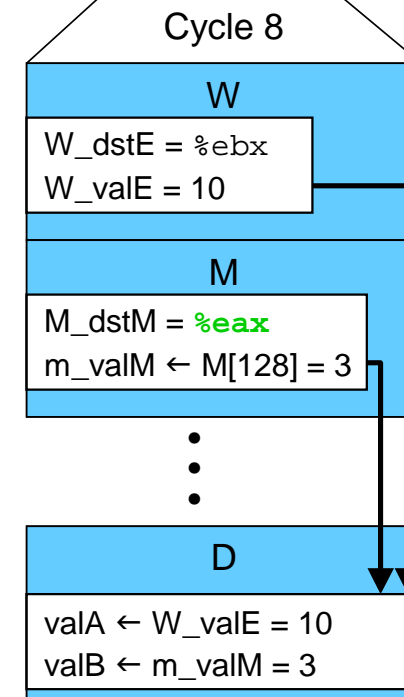 Cycle 8
W
W_dstE = %ebx
W_valE = 10
M
M_dstM = %eax
m_valM ← M[128] = 3
D
valA ← W_valE = 10
valB ← m_valM = 3